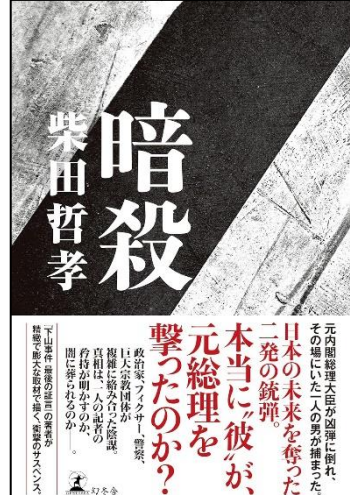 暗殺
柴田哲孝
元内閣総理大臣が凶弾に倒れ、
その場にいた一人の男が捕まった
日本の未来を奪った
二発の銃弾。
本当に“彼”が、
元総理を
撃ったのか？
政治家、フィクサー、警察、
巨大宗教団体が
複雑に絡み合った陰謀。
真相は、一人の記者の
矜持が明かすのか、
闇に葬られるのか——。
『下山事件 最後の証言』の著者が
精緻で膨大な取材で描く、衝撃のサスペンス。
幻冬舎